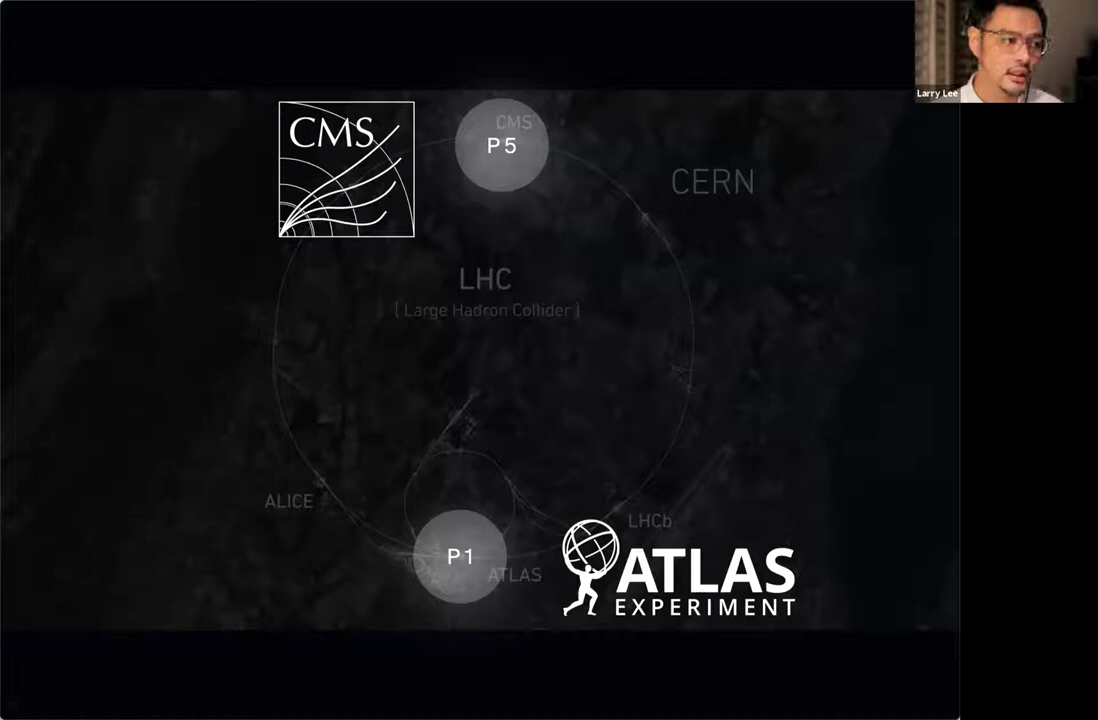 Larry Lee
CMS
CMS
P5
CERN
LHC
[ Large Hadron Collider ]
ALICE
LHCb
P1
ATLAS
ATLAS
EXPERIMENT